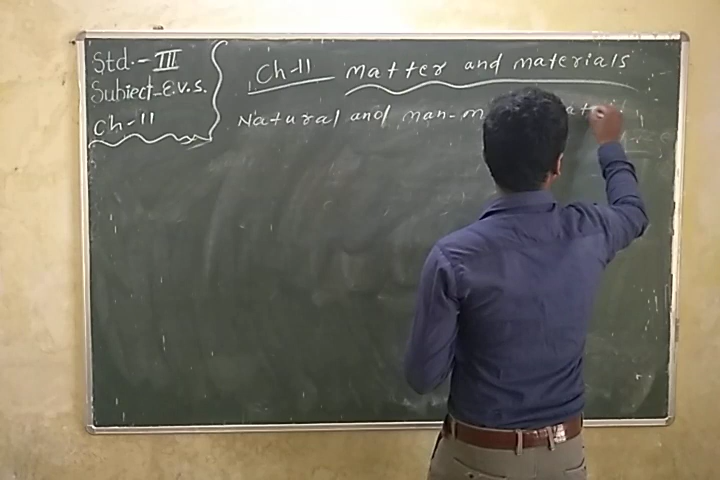 Std.- III
Subject-E.V.S.
Ch-11
Ch-11 Matter and materials
Natural and man-m